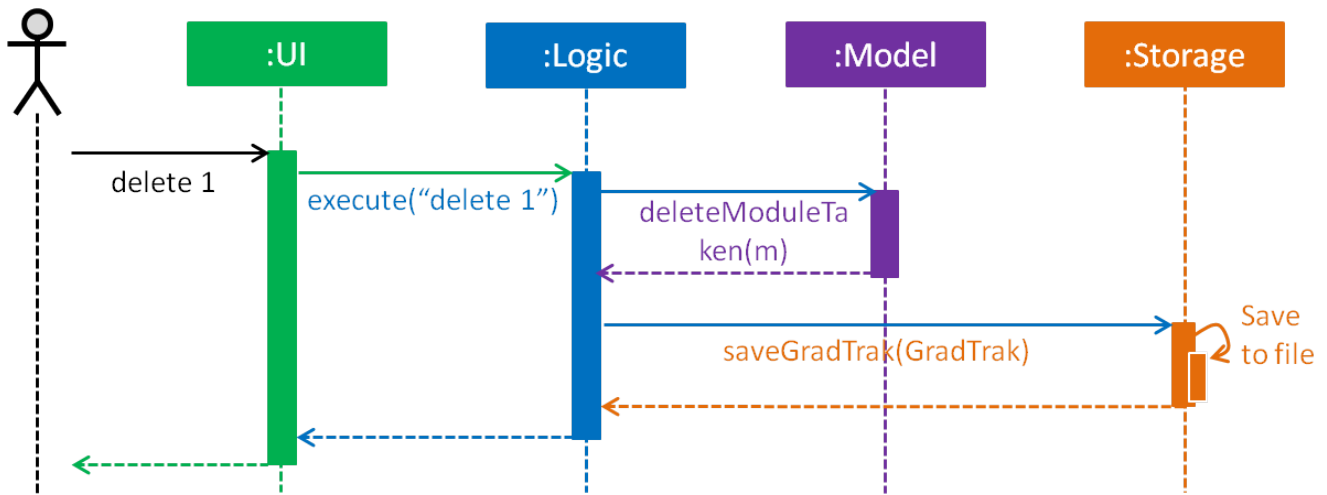 :UI
:Logic
:Model
:Storage
delete 1
execute(“delete 1”)
deleteModuleTa
ken(m)
saveGradTrak(GradTrak)
Save
to file